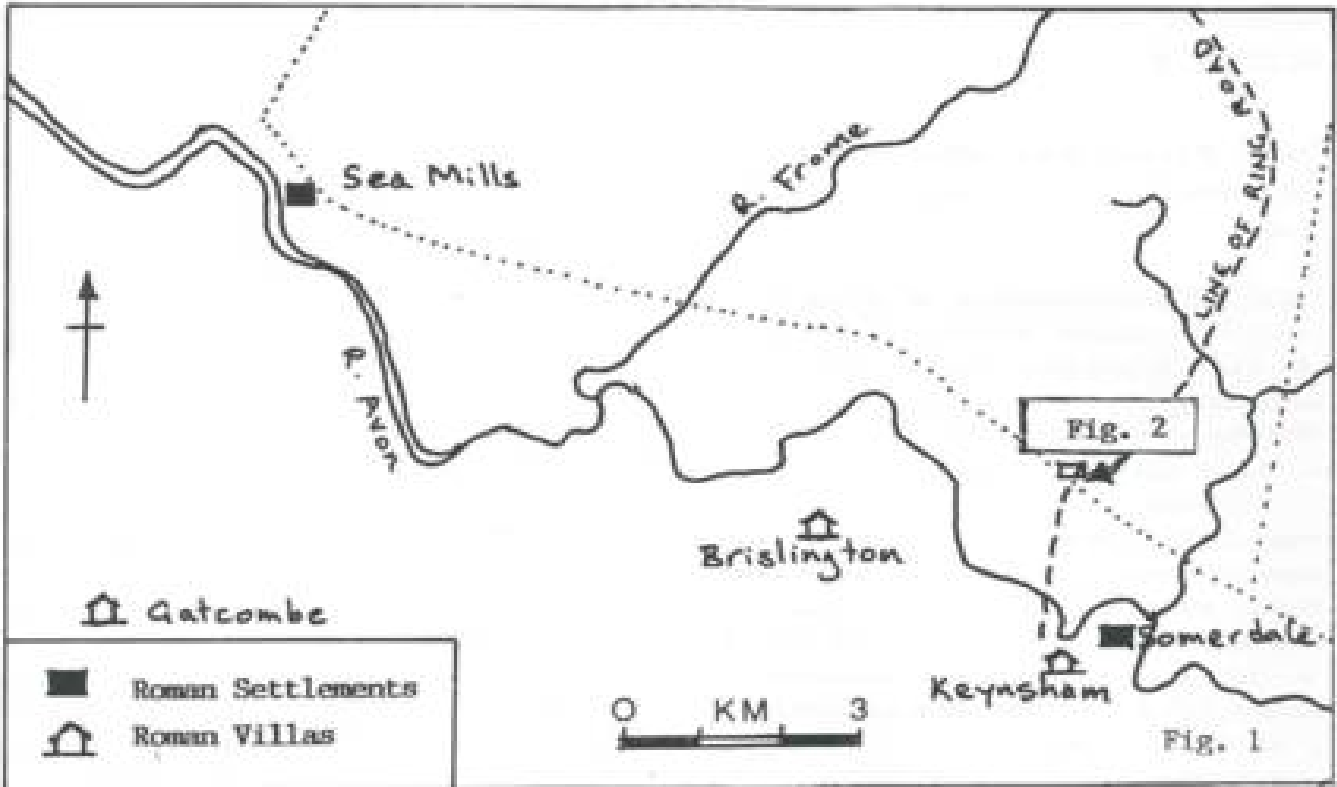 LINE OF RING ROAD
R. Frome
Sea Mills
R. Avon
Fig. 2
Brislington
Gatcombe
Somerdale
Keynsham
Roman Settlements
Roman Villas
0 KM 3
Fig. 1